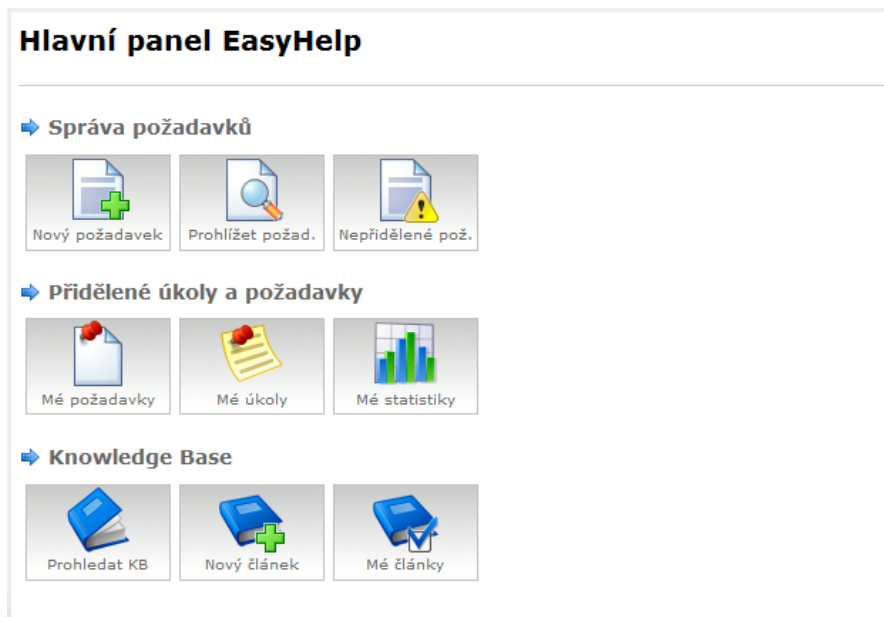 Hlavní panel EasyHelp
Správa požadavků
Nový požadavek
Prohlížet požad.
Nepřidělené pož.
Přidělené úkoly a požadavky
Mé požadavky
Mé úkoly
Mé statistiky
Knowledge Base
Prohledat KB
Nový článek
Mé články